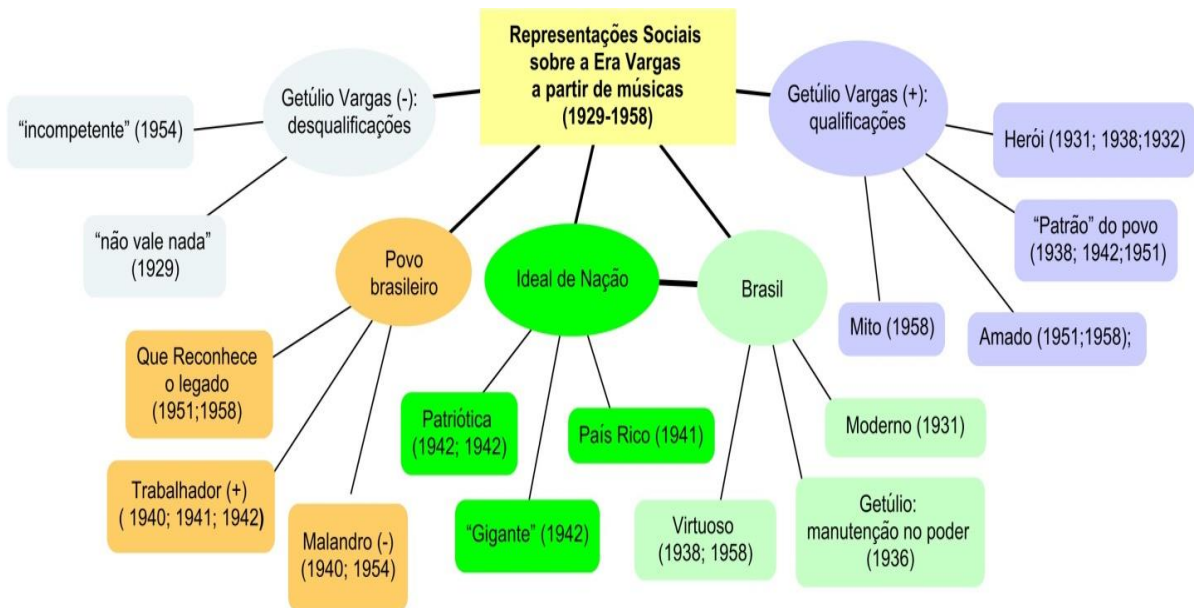 Representações Sociais
sobre a Era Vargas
a partir de músicas
(1929-1958)
Getúlio Vargas (-):
desqualificações
“incompetente” (1954)
“não vale nada”
(1929)
Povo
brasileiro
Que Reconhece
o legado
(1951;1958)
Trabalhador (+)
( 1940; 1941; 1942)
Malandro (-)
(1940; 1954)
Ideal de Nação
Patriótica
(1942; 1942)
“Gigante” (1942)
País Rico (1941)
Brasil
Virtuoso
(1938; 1958)
Getúlio:
manutenção no poder
(1936)
Moderno (1931)
Getúlio Vargas (+):
qualificações
Herói (1931; 1938;1932)
“Patrão” do povo
(1938; 1942;1951)
Amado (1951;1958);
Mito (1958)